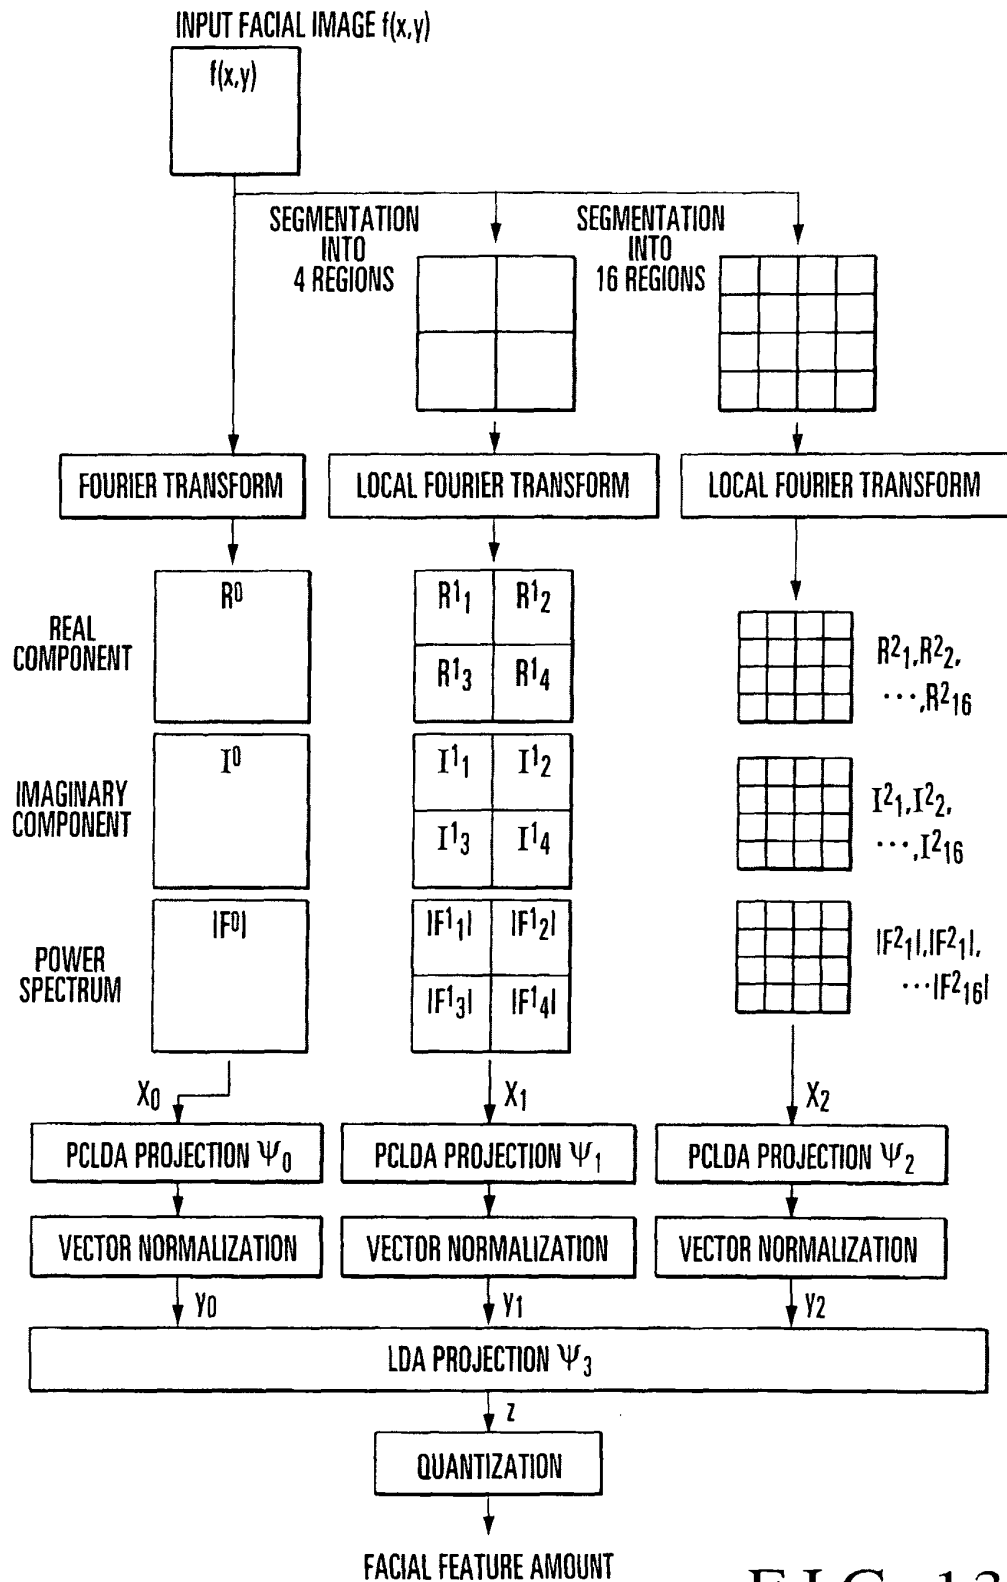 INPUT FACIAL IMAGE f(x,y)
f(x,y)
SEGMENTATION
INTO
4 REGIONS
SEGMENTATION
INTO
16 REGIONS
FOURIER TRANSFORM
LOCAL FOURIER TRANSFORM
LOCAL FOURIER TRANSFORM
REAL
COMPONENT
R⁰
R¹₁ R¹₂
R¹₃ R¹₄
R²₁,R²₂,
···,R²₁₆
IMAGINARY
COMPONENT
I⁰
I¹₁ I¹₂
I¹₃ I¹₄
I²₁,I²₂,
···,I²₁₆
POWER
SPECTRUM
|F⁰|
|F¹₁| |F¹₂|
|F¹₃| |F¹₄|
|F²₁|,|F²₁|,
···|F²₁₆|
X₀
X₁
X₂
PCLDA PROJECTION Ψ₀
PCLDA PROJECTION Ψ₁
PCLDA PROJECTION Ψ₂
VECTOR NORMALIZATION
VECTOR NORMALIZATION
VECTOR NORMALIZATION
Y₀
Y₁
Y₂
LDA PROJECTION Ψ₃
Z
QUANTIZATION
FACIAL FEATURE AMOUNT